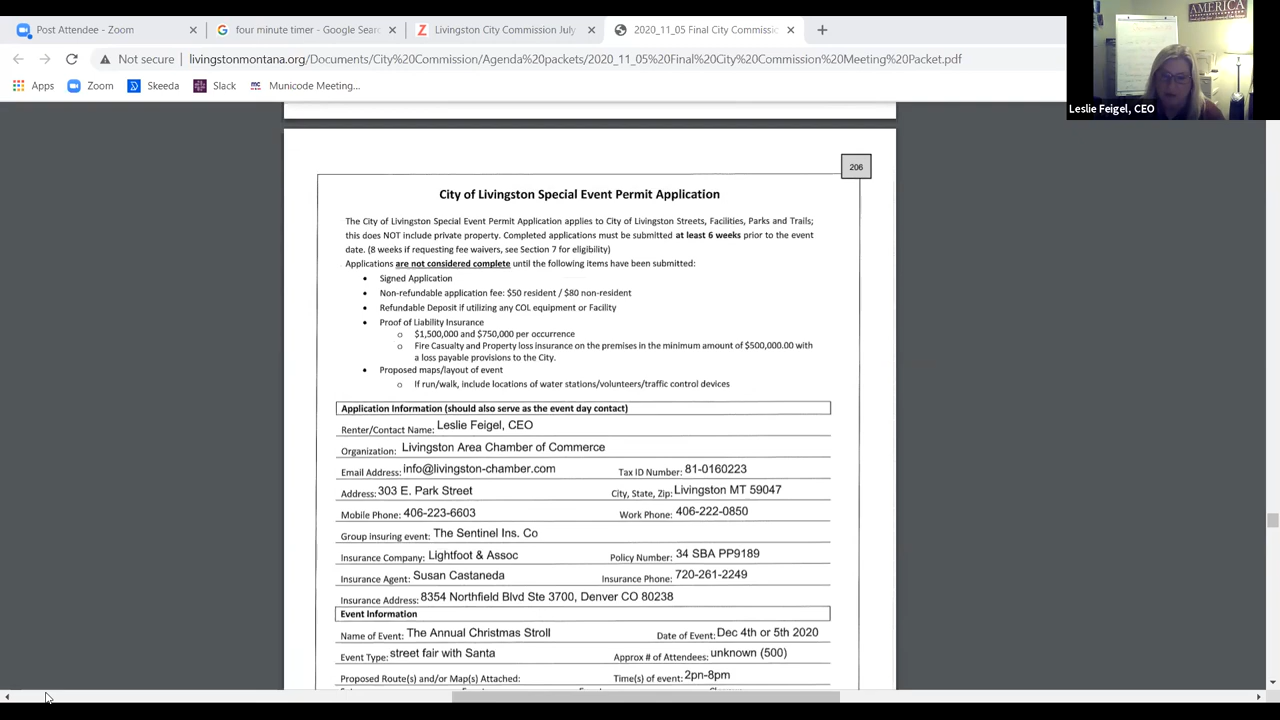 Post Attendee - Zoom
four minute timer - Google Sear
Livingston City Commission July
2020_11_05 Final City Commissic
Not secure livingstonmontana.org/Documents/City%20Commission/Agenda%20packets/2020_11_05%20Final%20City%20Commission%20Meeting%20Packet.pdf
Apps Zoom Skeeda Slack Municode Meeting...
AMERICA
Leslie Feigel, CEO
206
City of Livingston Special Event Permit Application
The City of Livingston Special Event Permit Application applies to City of Livingston Streets, Facilities, Parks and Trails;
this does NOT include private property. Completed applications must be submitted at least 6 weeks prior to the event
date. (8 weeks if requesting fee waivers, see Section 7 for eligibility)
Applications are not considered complete until the following items have been submitted:
• Signed Application
• Non-refundable application fee: $50 resident / $80 non-resident
• Refundable Deposit if utilizing any COL equipment or Facility
• Proof of Liability Insurance
o $1,500,000 and $750,000 per occurrence
o Fire Casualty and Property loss insurance on the premises in the minimum amount of $500,000.00 with
a loss payable provisions to the City.
• Proposed maps/layout of event
o If run/walk, include locations of water stations/volunteers/traffic control devices
Application Information (should also serve as the event day contact)
Renter/Contact Name: Leslie Feigel, CEO
Organization: Livingston Area Chamber of Commerce
Email Address: info@livingston-chamber.com Tax ID Number: 81-0160223
Address: 303 E. Park Street City, State, Zip: Livingston MT 59047
Mobile Phone: 406-223-6603 Work Phone: 406-222-0850
Group insuring event: The Sentinel Ins. Co
Insurance Company: Lightfoot & Assoc Policy Number: 34 SBA PP9189
Insurance Agent: Susan Castaneda Insurance Phone: 720-261-2249
Insurance Address: 8354 Northfield Blvd Ste 3700, Denver CO 80238
Event Information
Name of Event: The Annual Christmas Stroll Date of Event: Dec 4th or 5th 2020
Event Type: street fair with Santa Approx # of Attendees: unknown (500)
Proposed Route(s) and/or Map(s) Attached: Time(s) of event: 2pn-8pm